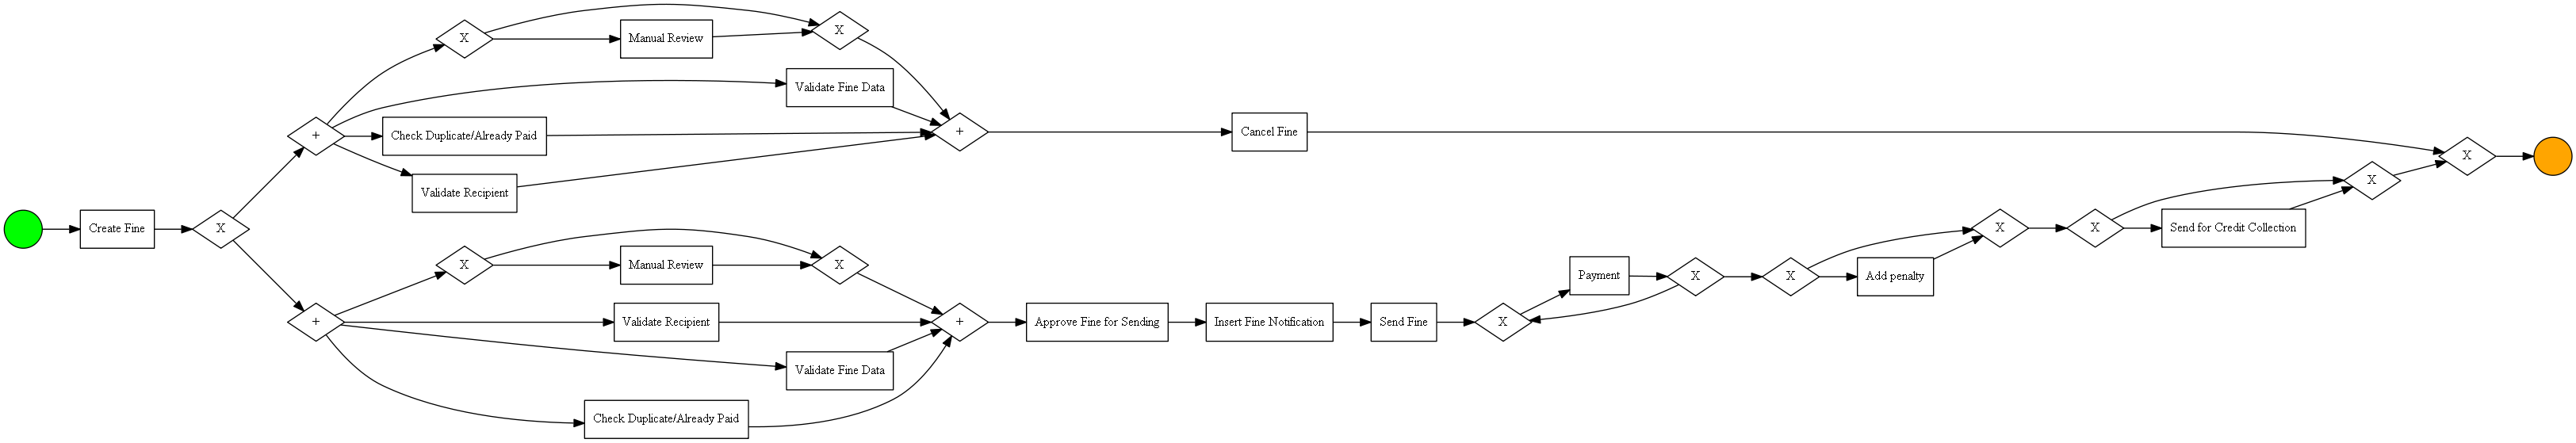 X
Manual Review
X
Validate Fine Data
+
Check Duplicate/Already Paid
+
Cancel Fine
X
Validate Recipient
X
Create Fine
X
X
Send for Credit Collection
X
X
X
Manual Review
X
Payment
X
X
Add penalty
+
Validate Recipient
+
Approve Fine for Sending
Insert Fine Notification
Send Fine
X
Validate Fine Data
Check Duplicate/Already Paid